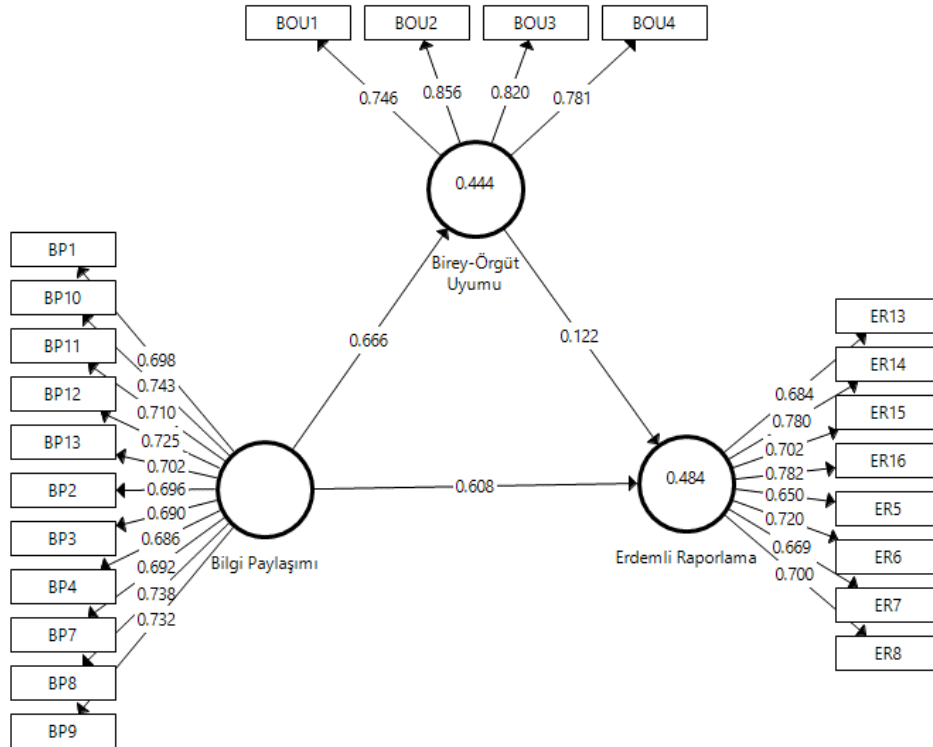 BOU1
BOU2
BOU3
BOU4
0.746
0.856
0.820
0.781
0.444
Birey-Örgüt
Uyumu
BP1
BP10
BP11
BP12
BP13
BP2
BP3
BP4
BP7
BP8
BP9
0.698
0.743
0.710
0.725
0.702
0.696
0.690
0.686
0.692
0.738
0.732
Bilgi Paylaşımı
0.666
0.122
0.608
0.484
Erdemli Raporlama
0.684
0.780
0.702
0.782
0.650
0.720
0.669
0.700
ER13
ER14
ER15
ER16
ER5
ER6
ER7
ER8